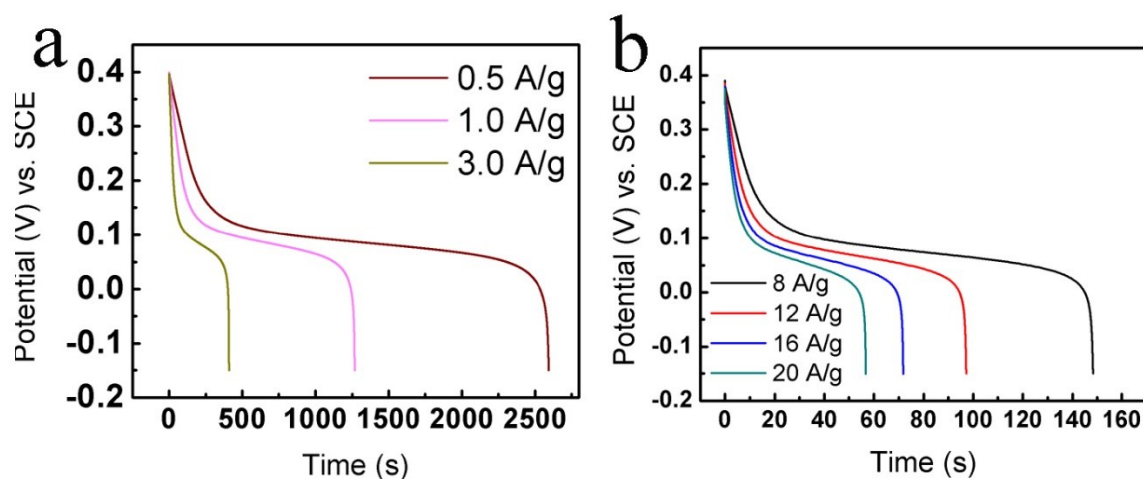 a
0.5 A/g
1.0 A/g
3.0 A/g
Potential (V) vs. SCE
0.4
0.3
0.2
0.1
0.0
-0.1
-0.2
0 500 1000 1500 2000 2500
Time (s)
b
Potential (V) vs. SCE
0.4
0.3
0.2
0.1
0.0
-0.1
-0.2
8 A/g
12 A/g
16 A/g
20 A/g
0 20 40 60 80 100 120 140 160
Time (s)